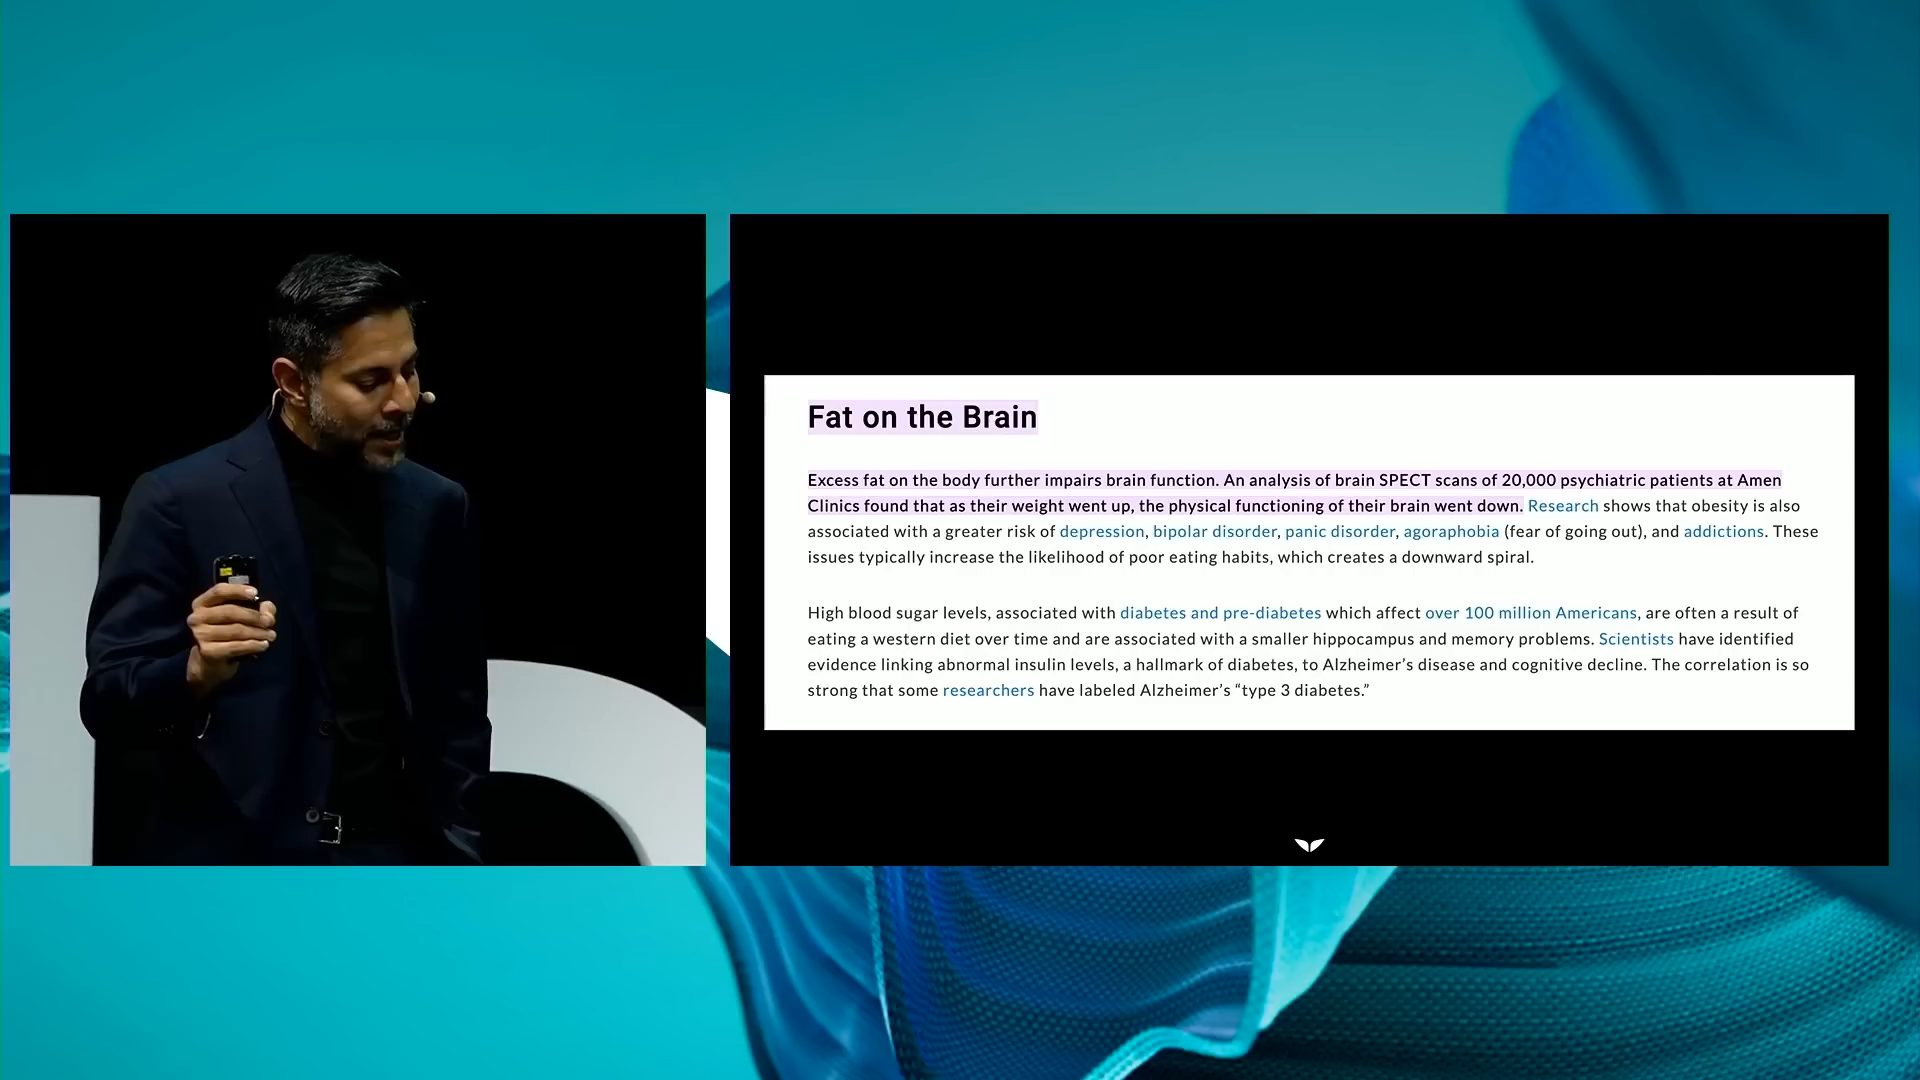 Fat on the Brain
Excess fat on the body further impairs brain function. An analysis of brain SPECT scans of 20,000 psychiatric patients at Amen
Clinics found that as their weight went up, the physical functioning of their brain went down. Research shows that obesity is also
associated with a greater risk of depression, bipolar disorder, panic disorder, agoraphobia (fear of going out), and addictions. These
issues typically increase the likelihood of poor eating habits, which creates a downward spiral.
High blood sugar levels, associated with diabetes and pre-diabetes which affect over 100 million Americans, are often a result of
eating a western diet over time and are associated with a smaller hippocampus and memory problems. Scientists have identified
evidence linking abnormal insulin levels, a hallmark of diabetes, to Alzheimer’s disease and cognitive decline. The correlation is so
strong that some researchers have labeled Alzheimer’s “type 3 diabetes.”